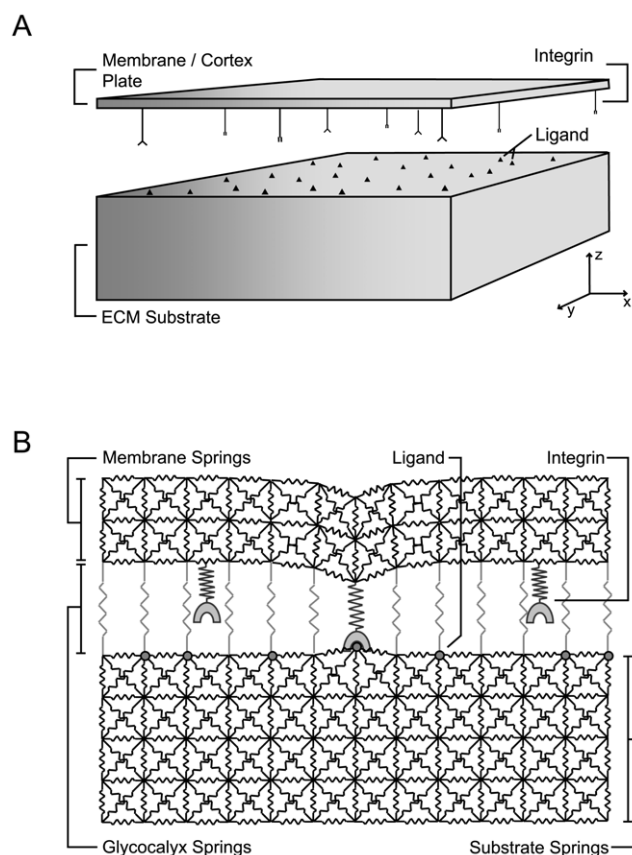 A
Membrane / Cortex
Plate
Integrin
Ligand
ECM Substrate
z
x
y
B
Membrane Springs
Ligand
Integrin
Glycocalyx Springs
Substrate Springs